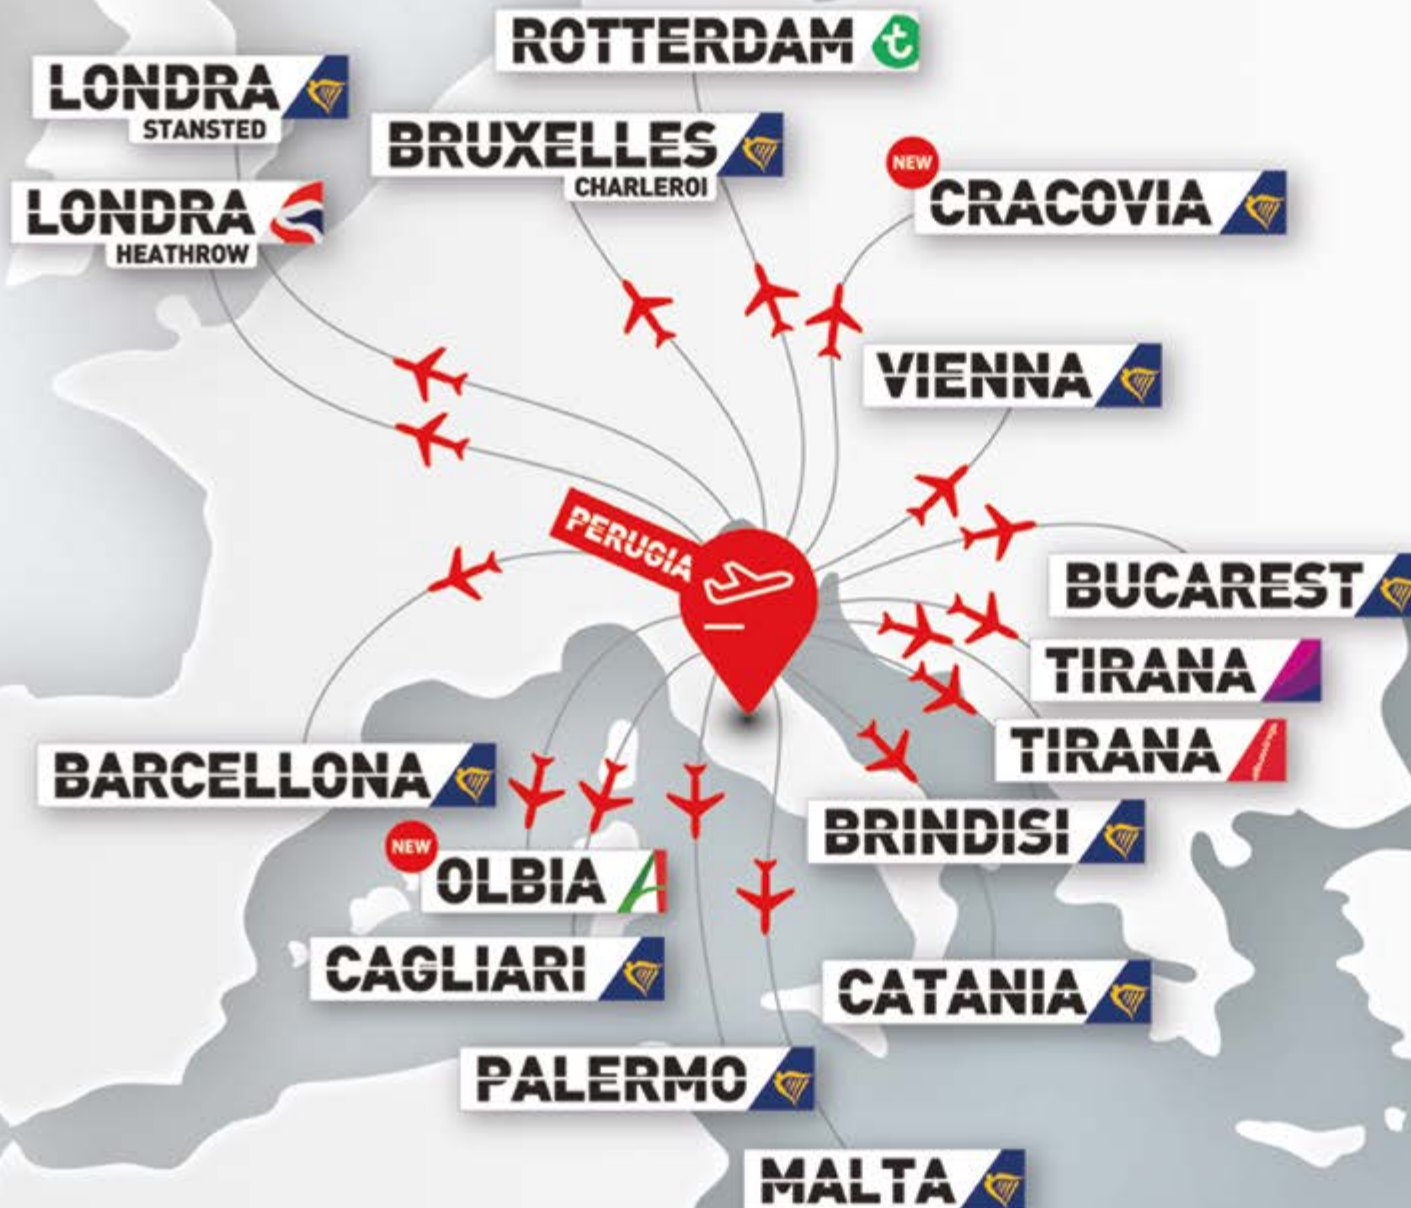 ROTTERDAM t
LONDRA
STANSTED
BRUXELLES
CHARLEROI
NEW
CRACOVIA
LONDRA
HEATHROW
VIENNA
PERUGIA
BUCAREST
TIRANA
TIRANA
BARCELLONA
BRINDISI
NEW
OLBIA A
CAGLIARI
CATANIA
PALERMO
MALTA